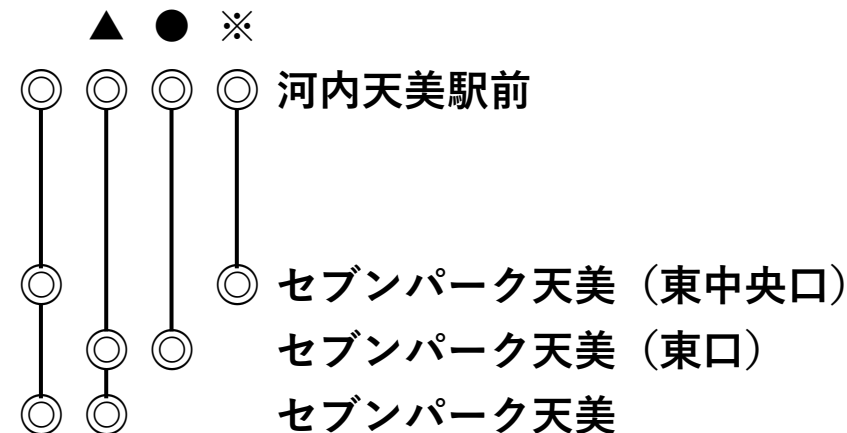 ▲ ● ※
河内天美駅前
セブンパーク天美（東中央口）
セブンパーク天美（東口）
セブンパーク天美